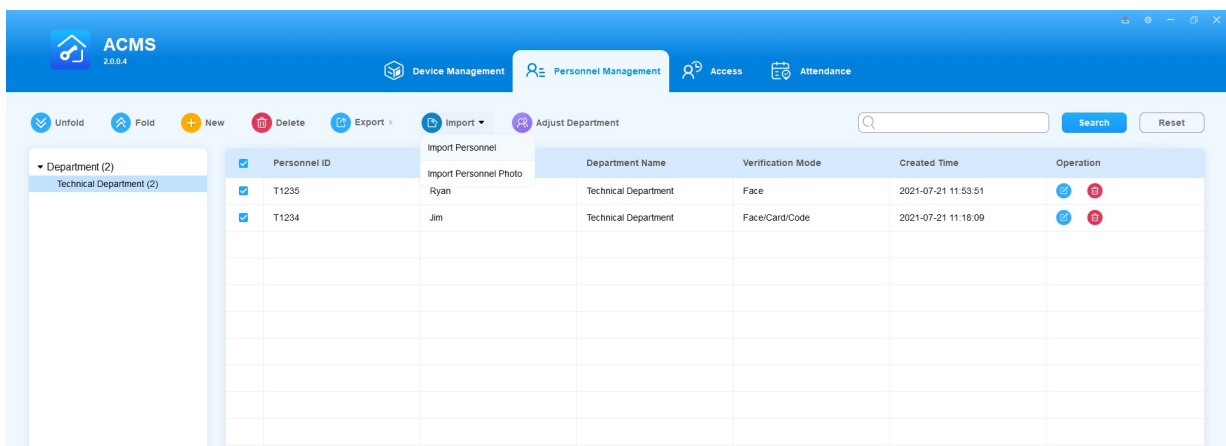 ACMS
2.0.0.4
Device Management Personnel Management Access Attendance
Unfold Fold New Delete Export Import Adjust Department Search Reset
Import Personnel
Import Personnel Photo
Department (2)
Technical Department (2)
Personnel ID Department Name Verification Mode Created Time Operation
T1235 Ryan Technical Department Face 2021-07-21 11:53:51
T1234 Jim Technical Department Face/Card/Code 2021-07-21 11:18:09